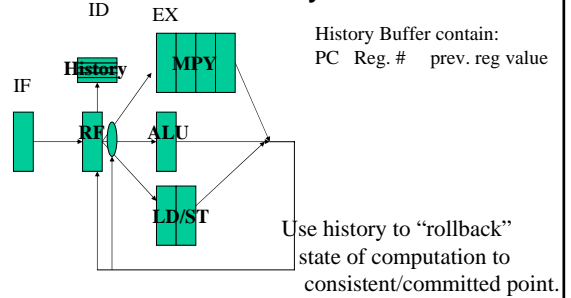 ID
EX
History Buffer contain:
PC Reg. # prev. reg value
History
MPY
IF
RF
ALU
LD/ST
Use history to “rollback”
state of computation to
consistent/committed point.